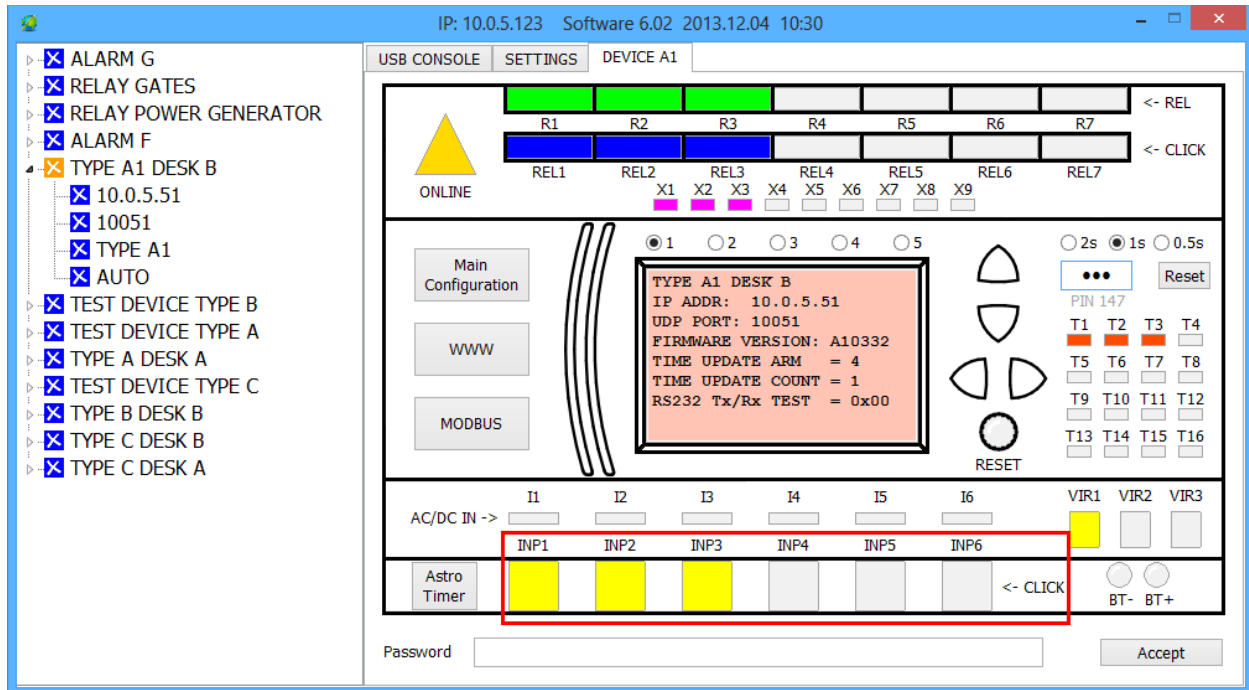 IP: 10.0.5.123 Software 6.02 2013.12.04 10:30
ALARM G
RELAY GATES
RELAY POWER GENERATOR
ALARM F
TYPE A1 DESK B
10.0.5.51
10051
TYPE A1
AUTO
TEST DEVICE TYPE B
TEST DEVICE TYPE A
TYPE A DESK A
TEST DEVICE TYPE C
TYPE B DESK B
TYPE C DESK B
TYPE C DESK A
USB CONSOLE SETTINGS DEVICE A1
<- REL
R1 R2 R3 R4 R5 R6 R7
<- CLICK
REL1 REL2 REL3 REL4 REL5 REL6 REL7
ONLINE
X1 X2 X3 X4 X5 X6 X7 X8 X9
Main
Configuration
WWW
MODBUS
1 2 3 4 5
TYPE A1 DESK B
IP ADDR: 10.0.5.51
UDP PORT: 10051
FIRMWARE VERSION: A10332
TIME UPDATE ARM = 4
TIME UPDATE COUNT = 1
RS232 Tx/Rx TEST = 0x00
RESET
2s 1s 0.5s
••• Reset
PIN 147
T1 T2 T3 T4
T5 T6 T7 T8
T9 T10 T11 T12
T13 T14 T15 T16
I1 I2 I3 I4 I5 I6
AC/DC IN ->
INP1 INP2 INP3 INP4 INP5 INP6
VIR1 VIR2 VIR3
Astro
Timer
<- CLICK
BT- BT+
Password
Accept